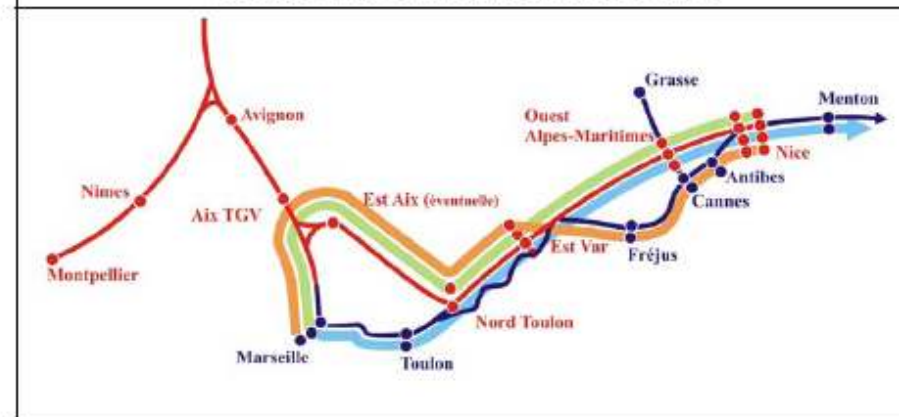 Grasse
Menton
Ouest
Alpes-Maritimes
Avignon
Nice
Antibes
Nîmes
Est Aix (éventuelle)
Cannes
Aix TGV
Est Var
Fréjus
Montpellier
Nord Toulon
Marseille
Toulon